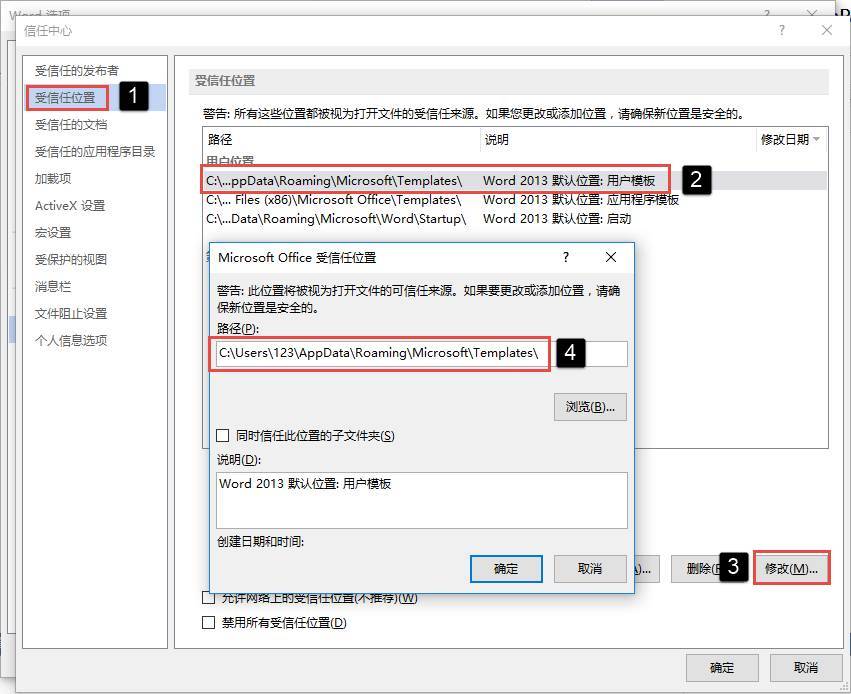 Word 选项
信任中心
受信任的发布者
受信任位置
1
受信任的文档
受信任的应用程序目录
加载项
ActiveX 设置
宏设置
受保护的视图
消息栏
文件阻止设置
个人信息选项
受信任位置
警告: 所有这些位置都被视为打开文件的受信任来源。如果您更改或添加位置，请确保新位置是安全的。
路径 说明 修改日期
用户位置
C:\...ppData\Roaming\Microsoft\Templates\ Word 2013 默认位置: 用户模板
2
C:\... Files (x86)\Microsoft Office\Templates\ Word 2013 默认位置: 应用程序模板
C:\...Data\Roaming\Microsoft\Word\Startup\ Word 2013 默认位置: 启动
Microsoft Office 受信任位置
警告: 此位置将被视为打开文件的可信任来源。如果要更改或添加位置，请确
保新位置是安全的。
路径(P):
C:\Users\123\AppData\Roaming\Microsoft\Templates\
4
浏览(B)...
同时信任此位置的子文件夹(S)
说明(D):
Word 2013 默认位置: 用户模板
创建日期和时间:
确定 取消
)...
删除(
3
修改(M)...
允许网络上的受信任位置(不推荐)(W)
禁用所有受信任位置(D)
确定 取消